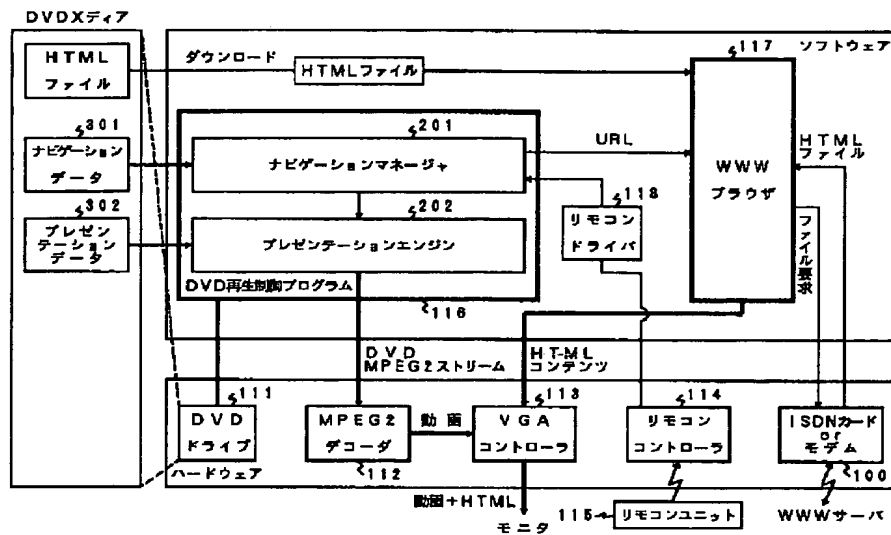 DVDメディア
HTML
ファイル
301
ナビゲーション
データ
302
プレゼン
テーション
データ
ダウンロード
HTMLファイル
117
ソフトウェア
WWW
ブラウザ
201
ナビゲーションマネージャ
202
プレゼンテーションエンジン
DVD再生制御プログラム
116
URL
118
リモコン
ドライバ
HTML
ファイル
ファイル要求
DVD
MPEG2ストリーム
HTML
コンテンツ
111
DVD
ドライブ
ハードウェア
MPEG2
デコーダ
112
動画
113
VGA
コントローラ
114
リモコン
コントローラ
ISDNカード
or
モデム
100
動画+HTML
モニタ
115
リモコンユニット
WWWサーバ